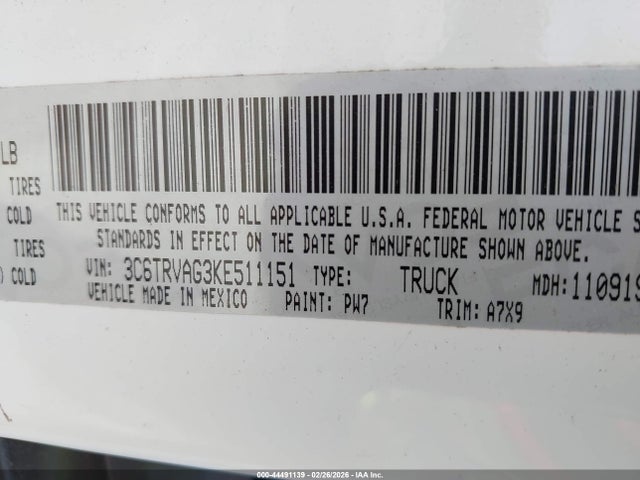 LB
TIRES
COLD
TIRES
) COLD
THIS VEHICLE CONFORMS TO ALL APPLICABLE U.S.A. FEDERAL MOTOR VEHICLE S
STANDARDS IN EFFECT ON THE DATE OF MANUFACTURE SHOWN ABOVE.
VIN: 3C6TRVAG3KE511151 TYPE: TRUCK MDH: 110919
VEHICLE MADE IN MEXICO PAINT: PW7 TRIM: A7X9
000-44491139 - 02/26/2026 - IAA Inc.